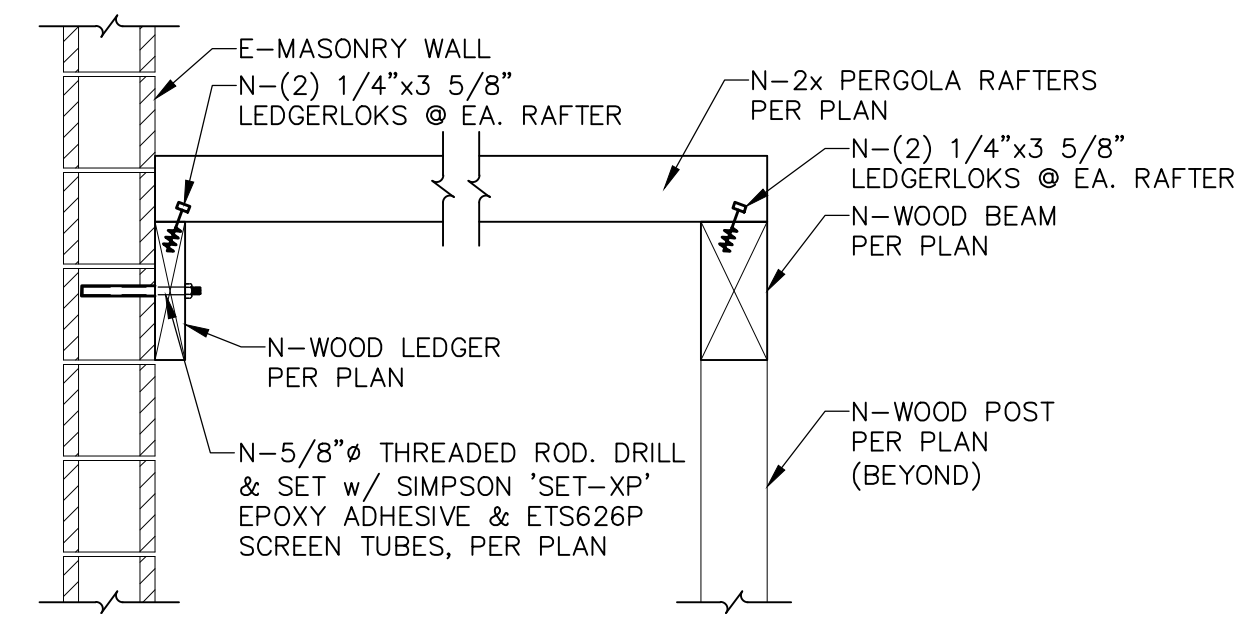 E-MASONRY WALL
N-(2) 1/4"x3 5/8"
LEDGERLOKS @ EA. RAFTER
N-2x PERGOLA RAFTERS
PER PLAN
N-(2) 1/4"x3 5/8"
LEDGERLOKS @ EA. RAFTER
N-WOOD BEAM
PER PLAN
N-WOOD LEDGER
PER PLAN
N-WOOD POST
PER PLAN
(BEYOND)
N-5/8"ø THREADED ROD. DRILL
& SET w/ SIMPSON 'SET-XP'
EPOXY ADHESIVE & ETS626P
SCREEN TUBES, PER PLAN